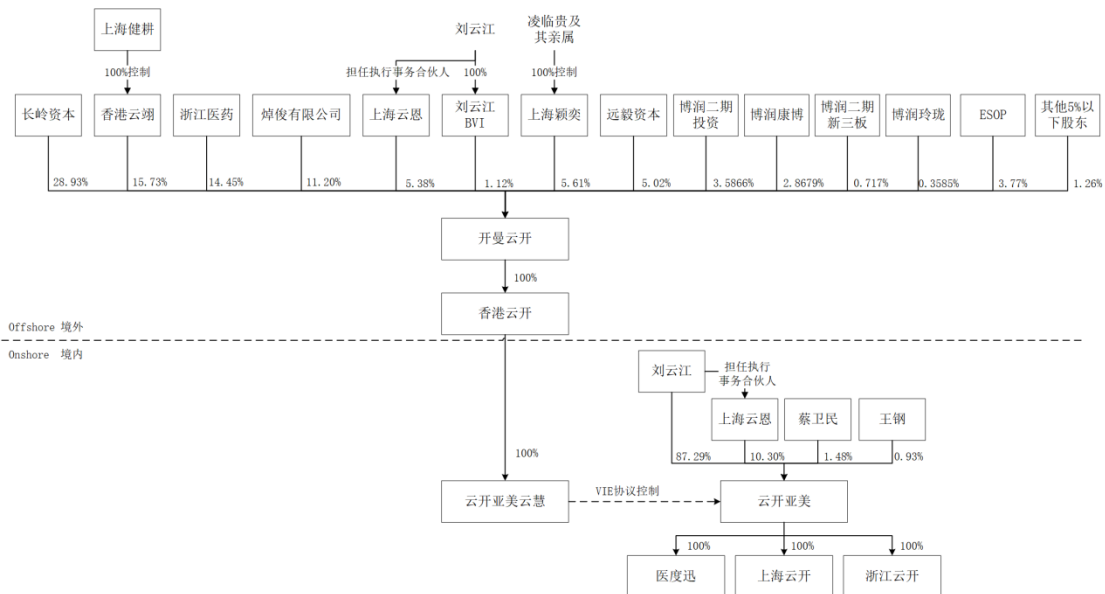 上海健耕
刘云江
凌临贵及
其亲属
100%控制
担任执行事务合伙人
100%
100%控制
长岭资本
香港云翊
浙江医药
焯俊有限公司
上海云恩
刘云江
BVI
上海颖奕
远毅资本
博润二期
投资
博润康博
博润二期
新三板
博润玲珑
ESOP
其他5%以
下股东
28.93%
15.73%
14.45%
11.20%
5.38%
1.12%
5.61%
5.02%
3.5866%
2.8679%
0.717%
0.3585%
3.77%
1.26%
开曼云开
100%
香港云开
Offshore 境外
Onshore 境内
刘云江
担任执行
事务合伙人
上海云恩
蔡卫民
王钢
100%
87.29%
10.30%
1.48%
0.93%
云开亚美云慧
VIE协议控制
云开亚美
100%
100%
100%
医度迅
上海云开
浙江云开